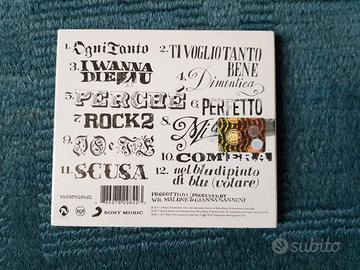 1. Ogni Tanto
2. TI VOGLIO TANTO BENE
3. I WANNA DIE 4 U
4. Dimentica
5. PERCHÉ
6. PERFETTO
7 ROCK2
8. Mi
9. IO e TE
10. COM'ERA
11. SCUSA
12. nel blu dipinto di blu (volare)
PRODOTTO DA | PRODUCED BY
WIL MALONE & GIANNA NANNINI
SONY MUSIC
subito